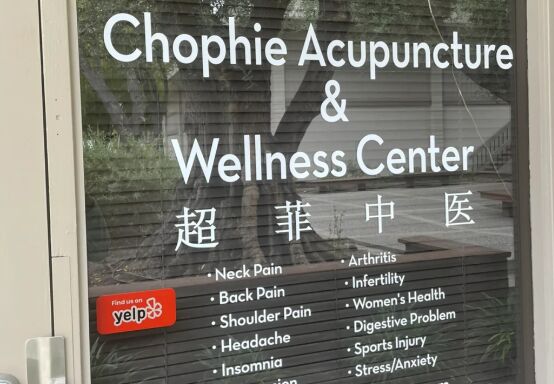 Chophie Acupuncture
&
Wellness Center
超 菲 中 医
• Neck Pain
• Back Pain
• Shoulder Pain
• Headache
• Insomnia
• Arthritis
• Infertility
• Women's Health
• Digestive Problem
• Sports Injury
• Stress/Anxiety
Find us on
yelp